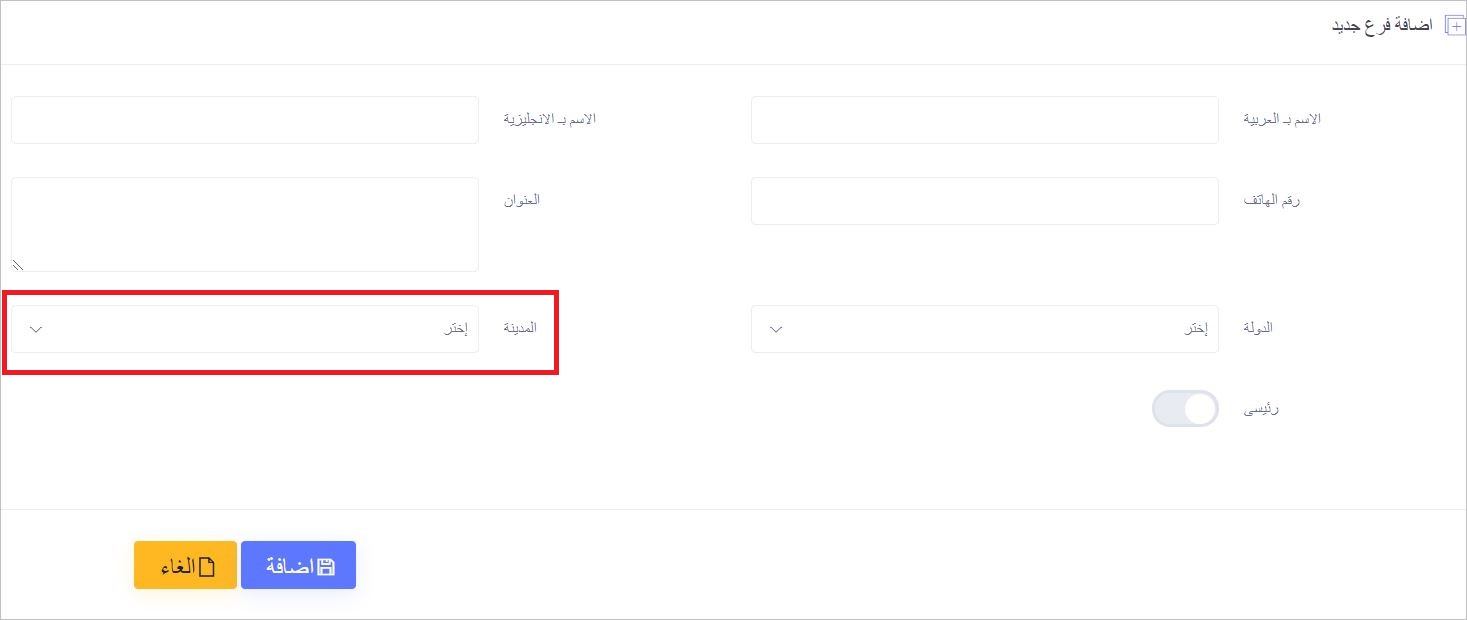 اضافة فرع جديد
الاسم بـ العربية
الاسم بـ الانجليزية
رقم الهاتف
العنوان
الدولة
إختر
المدينة
إختر
رئيسى
اضافة
الغاء